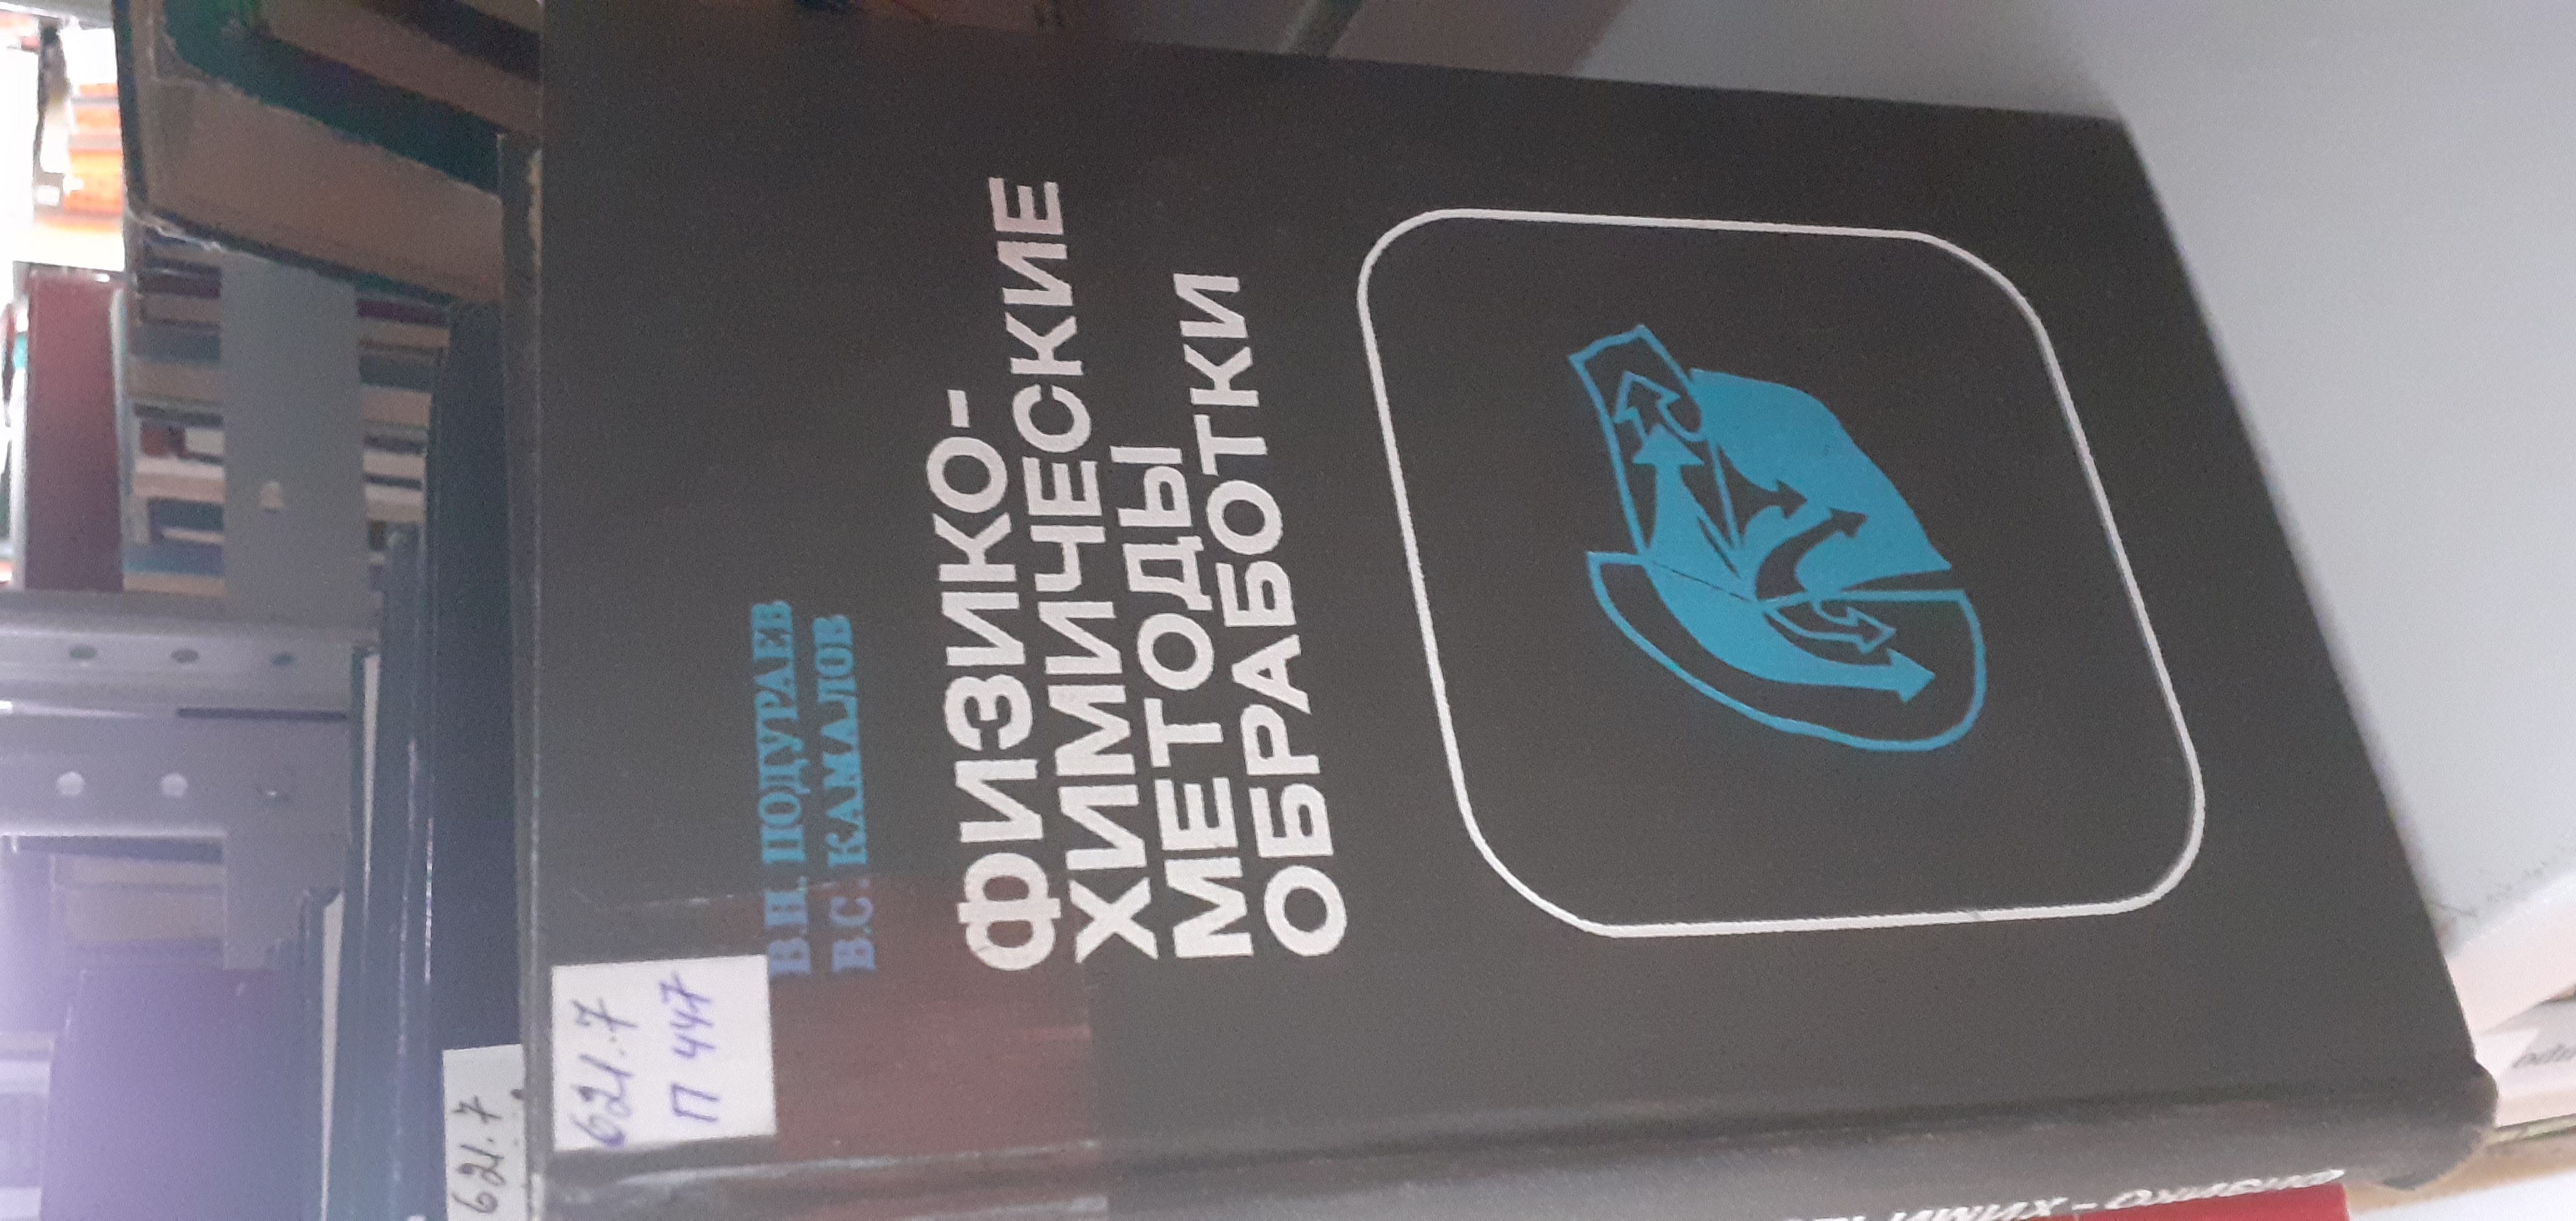 621.7
П 447
В.Н. ПОДУРАЕВ
В.С. КАМАЛОВ
ФИЗИКО-
ХИМИЧЕСКИЕ
МЕТОДЫ
ОБРАБОТКИ
621.7